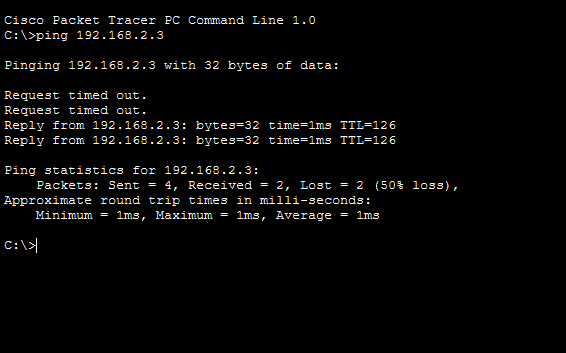 Cisco Packet Tracer PC Command Line 1.0
C:\>ping 192.168.2.3
Pinging 192.168.2.3 with 32 bytes of data:
Request timed out.
Request timed out.
Reply from 192.168.2.3: bytes=32 time=1ms TTL=126
Reply from 192.168.2.3: bytes=32 time=1ms TTL=126
Ping statistics for 192.168.2.3:
    Packets: Sent = 4, Received = 2, Lost = 2 (50% loss),
Approximate round trip times in milli-seconds:
    Minimum = 1ms, Maximum = 1ms, Average = 1ms
C:\>